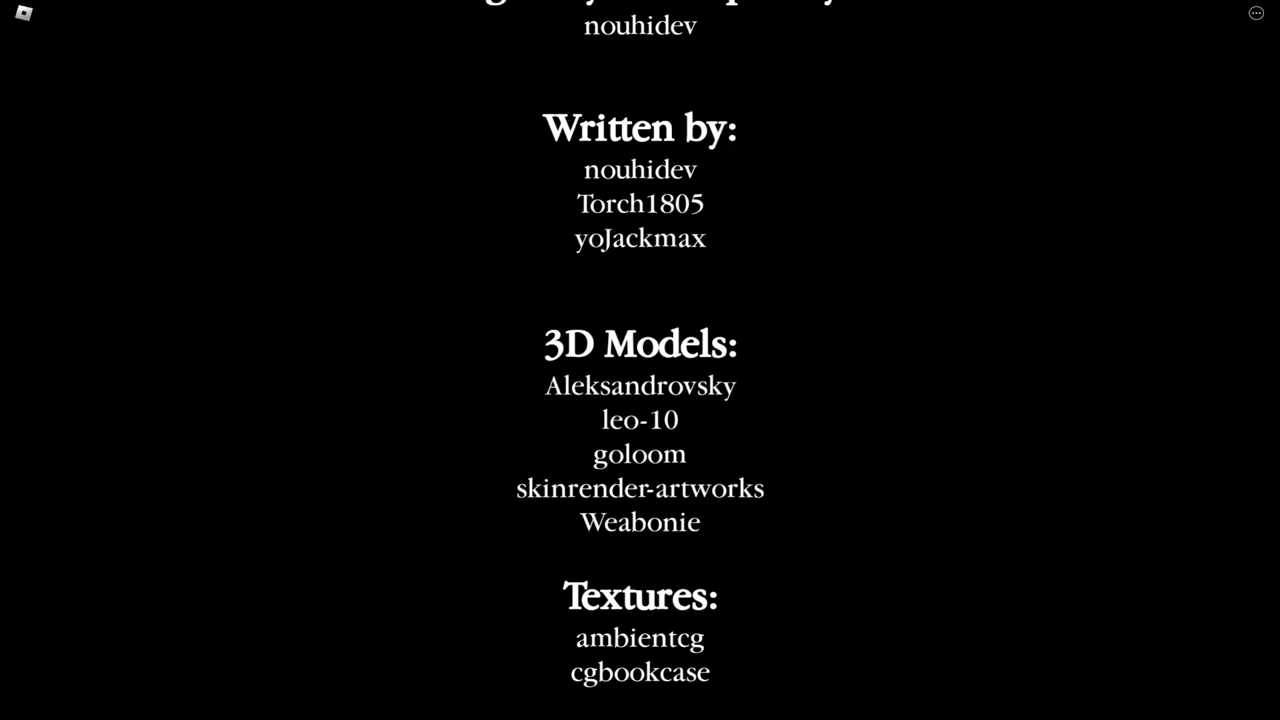 nouhidev
Written by:
nouhidev
Torch1805
yoJackmax
3D Models:
Aleksandrovsky
leo-10
goloom
skinrender-artworks
Weabonie
Textures:
ambientcg
cgbookcase